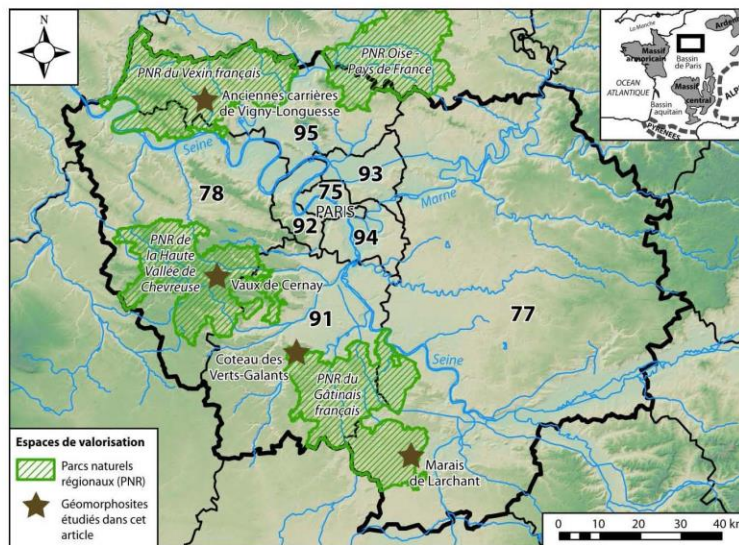 N
PNR du Vexin français
PNR Oise -
Pays de France
Anciennes carrières
de Vigny-Longuesse
Seine
95
93
78
75
PARIS
Marne
92
94
PNR de
la Haute
Vallée de
Chevreuse
Vaux de Cernay
91
77
Coteau des
Verts-Galants
Seine
PNR du
Gâtinais
français
Marais
de Larchant
La Manche
Massif
armoricain
Bassin
de Paris
OCEAN
ATLANTIQUE
Massif
central
Bassin
aquitain
PYRENEES
Espaces de valorisation
Parcs naturels
régionaux (PNR)
Géomorphosites
étudiés dans cet
article
0 10 20 30 40 km